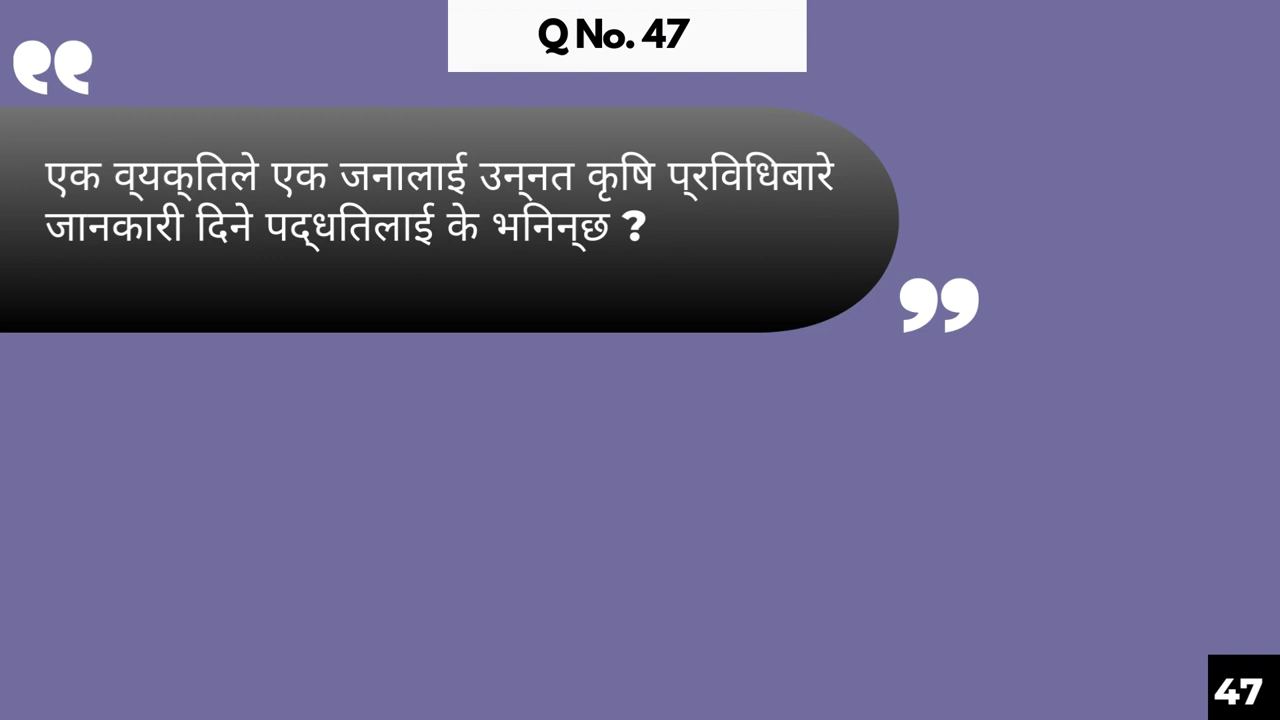 Q No. 47
“
एक व्यक्तिले एक जनालाई उन्नत कृषि प्रविधिबारे
जानकारी दिने पद्धतिलाई के भनिन्छ ?
”
47